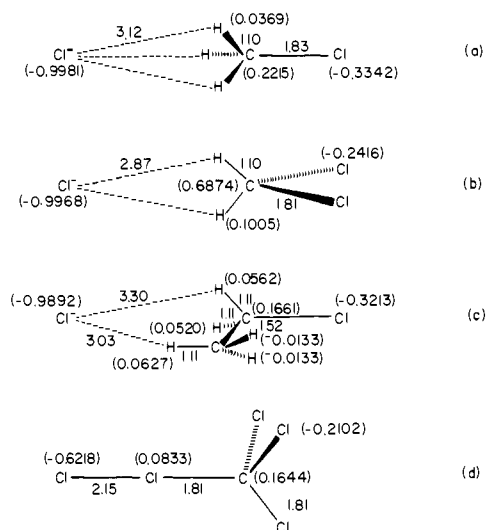 3.12 H (0.0369)
Cl⁻ H 1.10 C 1.83 Cl (a)
(-0.9981) H (0.2215) (-0.3342)
2.87 H 1.10 (-0.2416) Cl
Cl⁻ (0.6874) C (b)
(-0.9968) H 1.81 Cl
(0.1005)
(0.0562)
(-0.9892) 3.30 H 1.11 (-0.3213)
Cl⁻ 1.11 C (0.1661) Cl (c)
(0.0520) H 1.52 H (-0.0133)
3.03 H C H (-0.0133)
(0.0627) 1.11
Cl
Cl (-0.2102)
(-0.6218) (0.0833)
Cl Cl C (0.1644) (d)
2.15 1.81 1.81
Cl